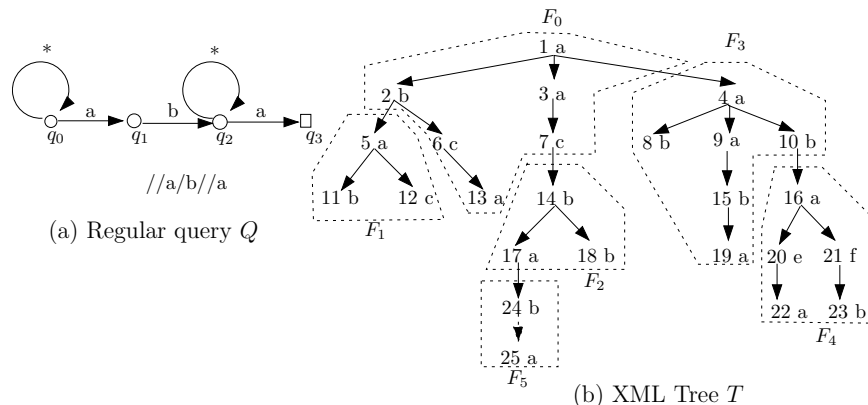 F0
1 a
F3
* *
2 b 3 a 4 a
a b a
q0 q1 q2 q3
5 a 6 c 7 c 8 b 9 a 10 b
//a/b//a
11 b 12 c 13 a 14 b 15 b 16 a
(a) Regular query Q
F1
17 a 18 b 19 a 20 e 21 f
F2
24 b 22 a 23 b
F4
25 a
F5
(b) XML Tree T